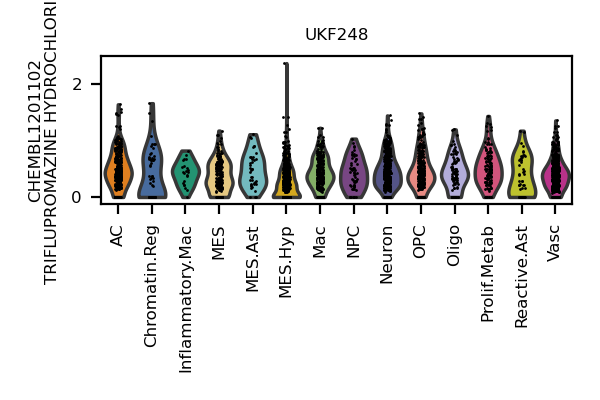 UKF248
CHEMBL1201102
TRIFLUPROMAZINE HYDROCHLORI
2
0
AC
Chromatin.Reg
Inflammatory.Mac
MES
MES.Ast
MES.Hyp
Mac
NPC
Neuron
OPC
Oligo
Prolif.Metab
Reactive.Ast
Vasc